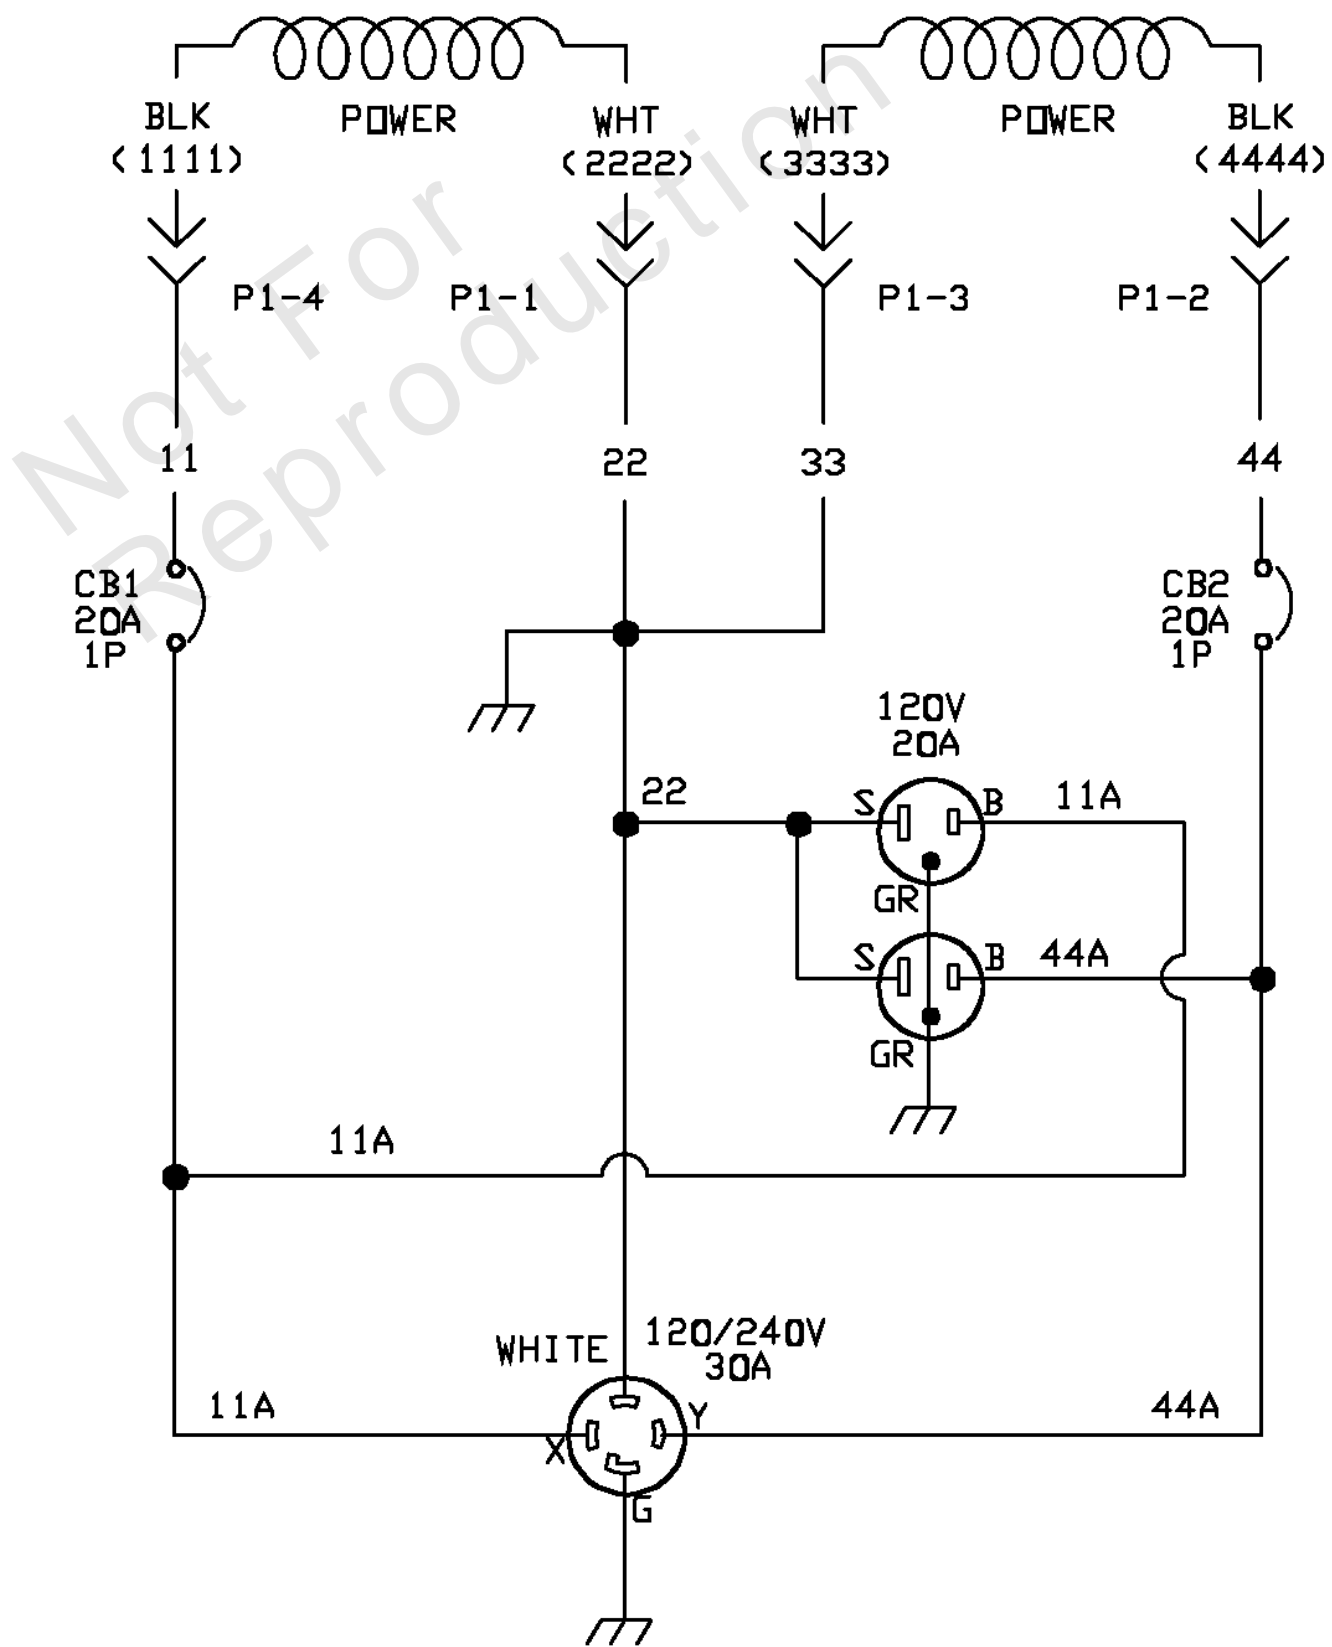 BLK
(1111)
POWER
WHT
(2222)
WHT
(3333)
POWER
BLK
(4444)
P1-4
P1-1
P1-3
P1-2
Not For
Reproduction
11
22
33
44
CB1
20A
1P
CB2
20A
1P
120V
20A
22
S
B
11A
GR
S
B
44A
GR
11A
WHITE
120/240V
30A
11A
X
Y
44A
G